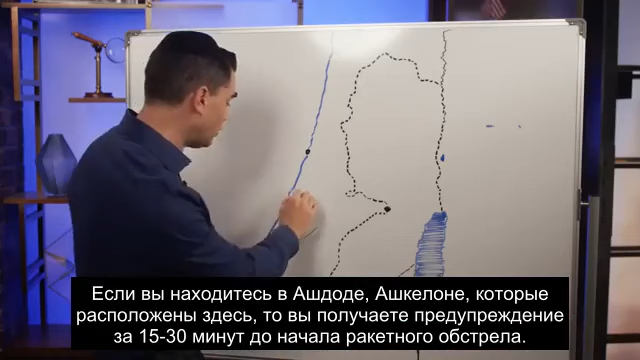 Если вы находитесь в Ашдоде, Ашкелоне, которые
расположены здесь, то вы получаете предупреждение
за 15-30 минут до начала ракетного обстрела.